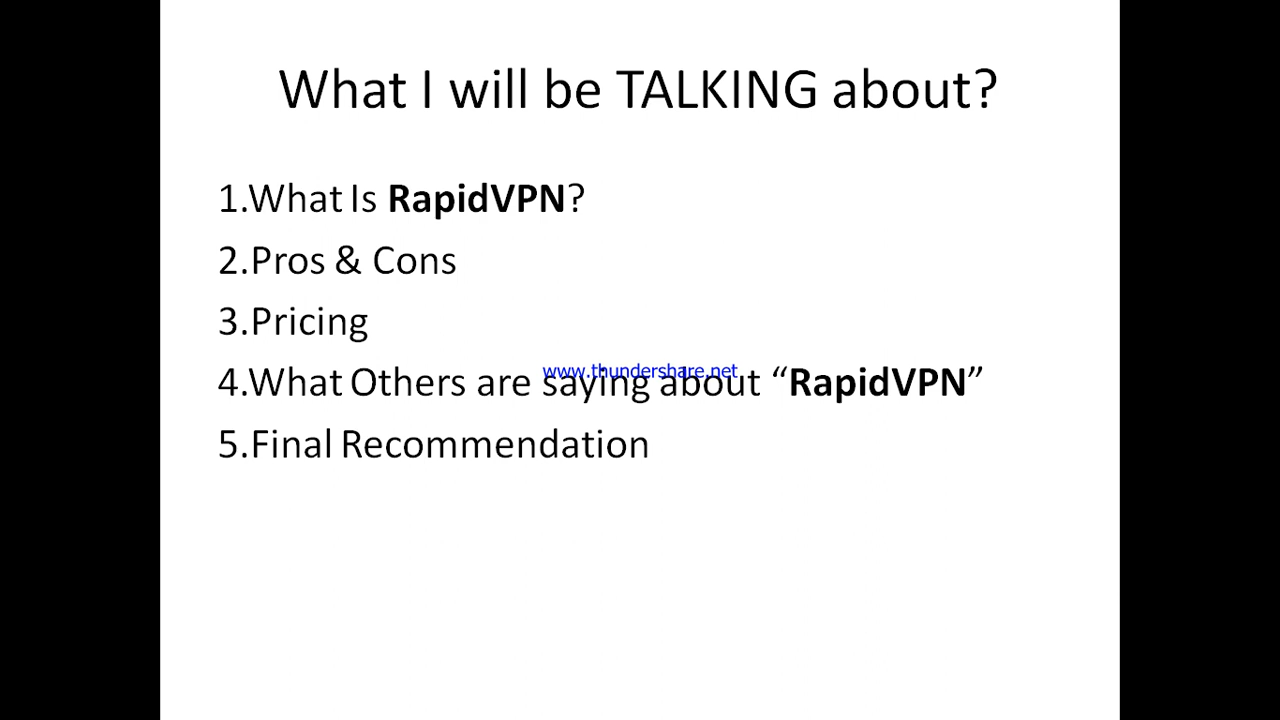 What I will be TALKING about?
1.What Is RapidVPN?
2.Pros & Cons
3.Pricing
www.thundershare.net
4.What Others are saying about “RapidVPN”
5.Final Recommendation